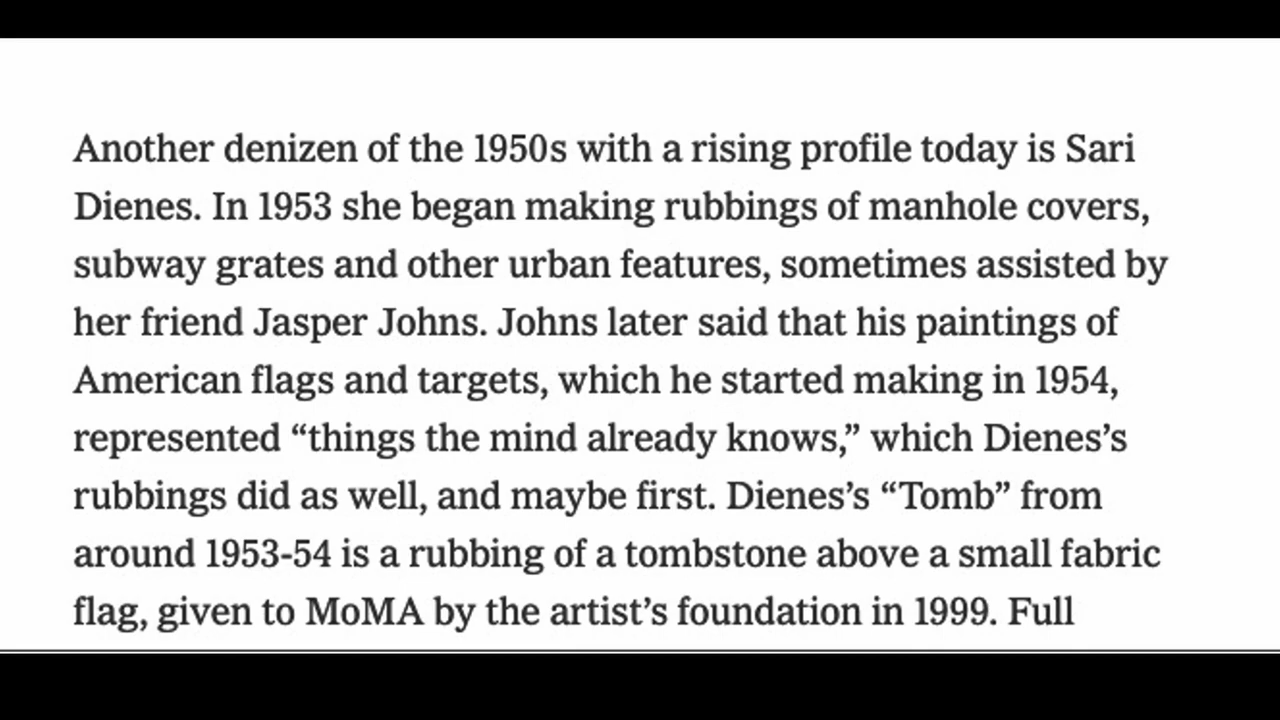 Another denizen of the 1950s with a rising profile today is Sari
Dienes. In 1953 she began making rubbings of manhole covers,
subway grates and other urban features, sometimes assisted by
her friend Jasper Johns. Johns later said that his paintings of
American flags and targets, which he started making in 1954,
represented “things the mind already knows,” which Dienes’s
rubbings did as well, and maybe first. Dienes’s “Tomb” from
around 1953-54 is a rubbing of a tombstone above a small fabric
flag, given to MoMA by the artist’s foundation in 1999. Full